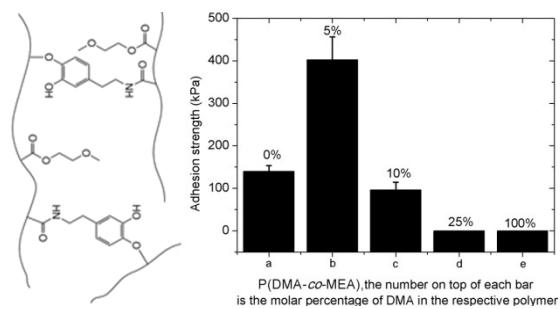 O
O
O
O
HO
N
H
O
O
O
O
H
N
O
OH
O
Adhesion strength (kPa)
500
400
300
200
100
0
0%
5%
10%
25%
100%
a
b
c
d
e
P(DMA-co-MEA),the number on top of each bar
is the molar percentage of DMA in the respective polymer